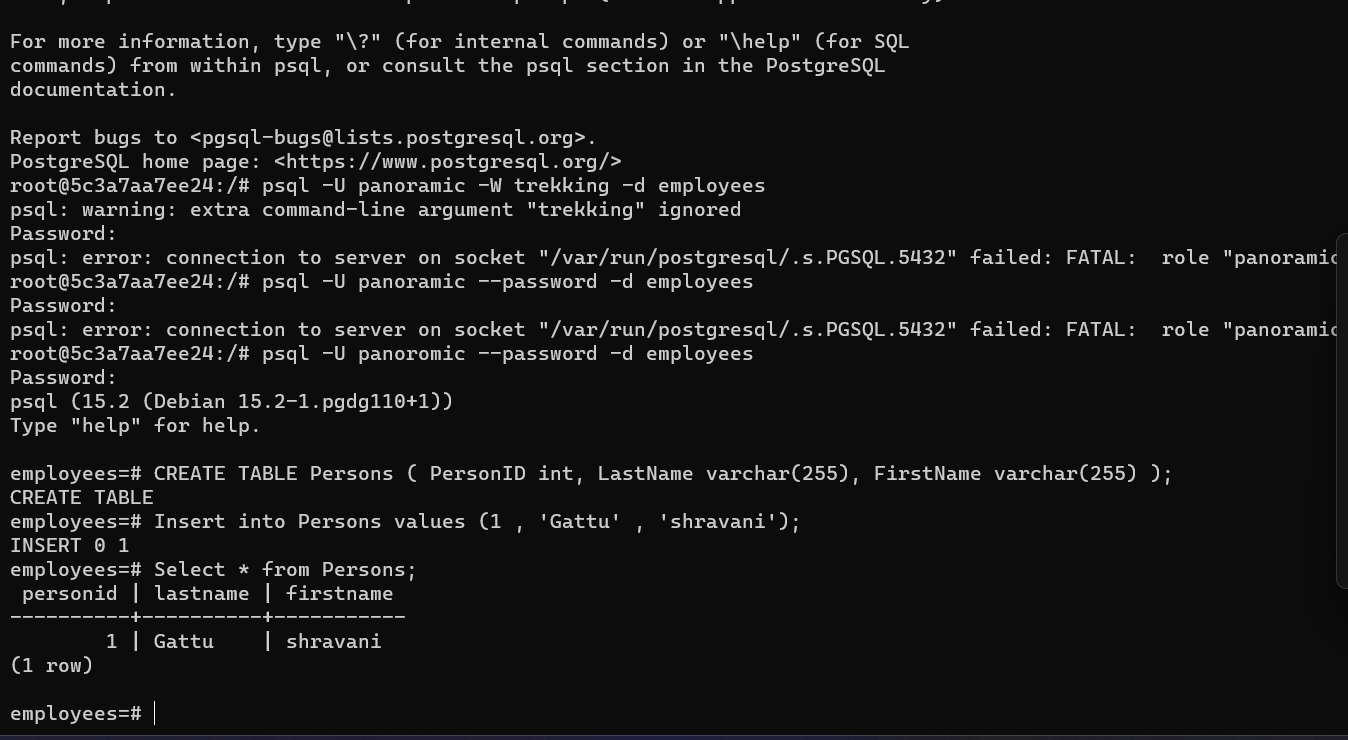 For more information, type "\?" (for internal commands) or "\help" (for SQL
commands) from within psql, or consult the psql section in the PostgreSQL
documentation.
Report bugs to <pgsql-bugs@lists.postgresql.org>.
PostgreSQL home page: <https://www.postgresql.org/>
root@5c3a7aa7ee24:/# psql -U panoramic -W trekking -d employees
psql: warning: extra command-line argument "trekking" ignored
Password:
psql: error: connection to server on socket "/var/run/postgresql/.s.PGSQL.5432" failed: FATAL:  role "panoramic
root@5c3a7aa7ee24:/# psql -U panoramic --password -d employees
Password:
psql: error: connection to server on socket "/var/run/postgresql/.s.PGSQL.5432" failed: FATAL:  role "panoramic
root@5c3a7aa7ee24:/# psql -U panoromic --password -d employees
Password:
psql (15.2 (Debian 15.2-1.pgdg110+1))
Type "help" for help.
employees=# CREATE TABLE Persons ( PersonID int, LastName varchar(255), FirstName varchar(255) );
CREATE TABLE
employees=# Insert into Persons values (1 , 'Gattu' , 'shravani');
INSERT 0 1
employees=# Select * from Persons;
 personid | lastname | firstname
----------+----------+-----------
        1 | Gattu    | shravani
(1 row)
employees=#